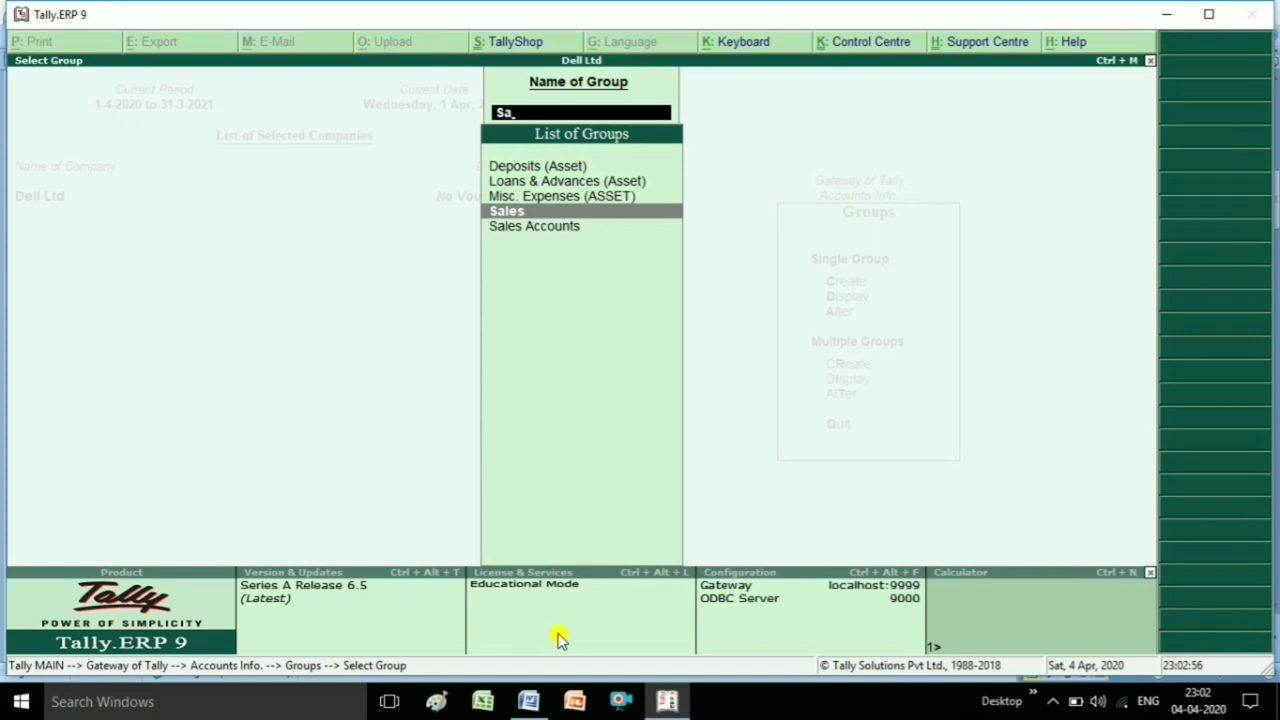 Tally.ERP 9
P: Print E: Export M: E-Mail O: Upload S: TallyShop G: Language K: Keyboard K: Control Centre H: Support Centre H: Help
Select Group Dell Ltd Ctrl + M
Name of Group
Sa
List of Groups
Deposits (Asset)
Loans & Advances (Asset)
Misc. Expenses (ASSET)
Sales
Sales Accounts
Current Period Current Date
1-4-2020 to 31-3-2021 Wednesday, 1 Apr, 2
List of Selected Companies
Name of Company
Dell Ltd No Vou
Gateway of Tally...
Accounts Info...
Groups
Single Group
Create
Display
Alter
Multiple Groups
CReate
DIsplay
AlTer
Quit
Product
Tally
POWER OF SIMPLICITY
Tally.ERP 9
Version & Updates Ctrl + Alt + T
Series A Release 6.5
(Latest)
License & Services Ctrl + Alt + L
Educational Mode
Configuration Ctrl + Alt + F
Gateway localhost:9999
ODBC Server 9000
Calculator Ctrl + N
1>
Tally MAIN --> Gateway of Tally --> Accounts Info. --> Groups --> Select Group © Tally Solutions Pvt Ltd., 1988-2018 Sat, 4 Apr, 2020 23:02:56
Search Windows Desktop ENG 23:02
04-04-2020